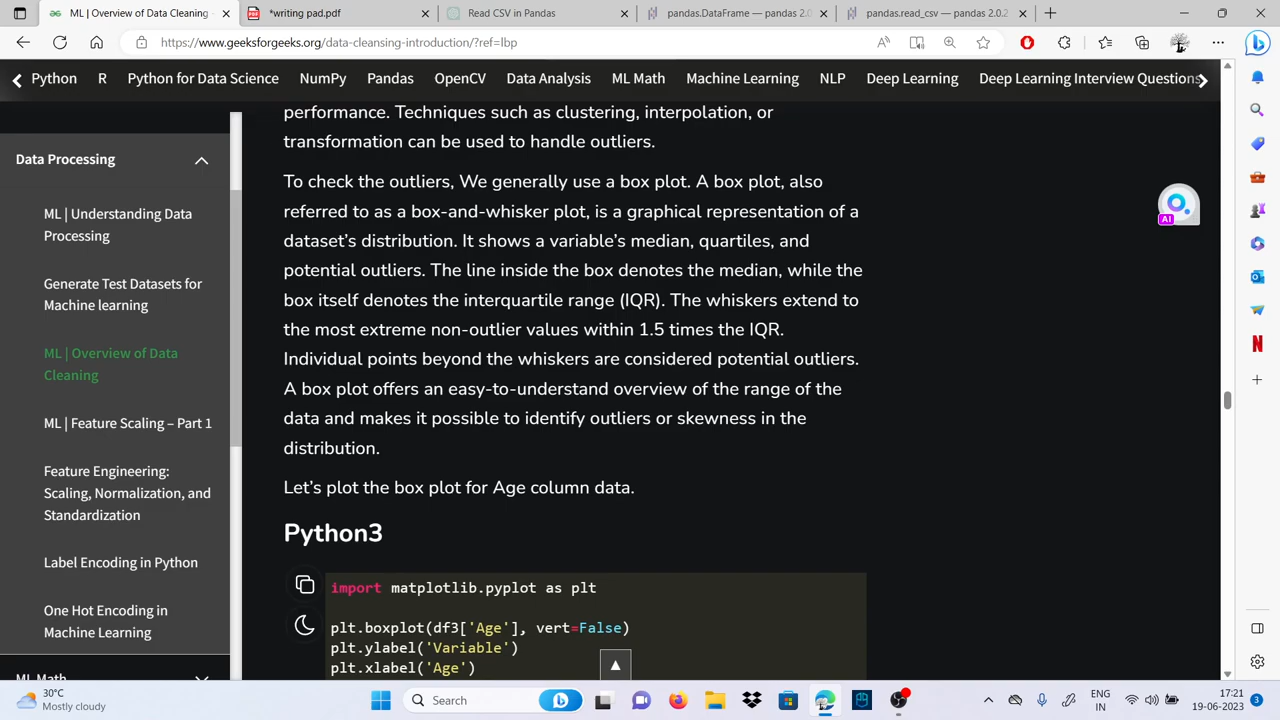 ML | Overview of Data Cleaning -
*writing pad.pdf
Read CSV in Pandas
pandas.DataFrame — pandas 2.0
pandas.read_csv — pandas 2.0.2
https://www.geeksforgeeks.org/data-cleansing-introduction/?ref=lbp
Python R Python for Data Science NumPy Pandas OpenCV Data Analysis ML Math Machine Learning NLP Deep Learning Deep Learning Interview Questions
Data Processing
ML | Understanding Data
Processing
Generate Test Datasets for
Machine learning
ML | Overview of Data
Cleaning
ML | Feature Scaling – Part 1
Feature Engineering:
Scaling, Normalization, and
Standardization
Label Encoding in Python
One Hot Encoding in
Machine Learning
ML Math
performance. Techniques such as clustering, interpolation, or
transformation can be used to handle outliers.
To check the outliers, We generally use a box plot. A box plot, also
referred to as a box-and-whisker plot, is a graphical representation of a
dataset’s distribution. It shows a variable’s median, quartiles, and
potential outliers. The line inside the box denotes the median, while the
box itself denotes the interquartile range (IQR). The whiskers extend to
the most extreme non-outlier values within 1.5 times the IQR.
Individual points beyond the whiskers are considered potential outliers.
A box plot offers an easy-to-understand overview of the range of the
data and makes it possible to identify outliers or skewness in the
distribution.
Let’s plot the box plot for Age column data.
Python3
import matplotlib.pyplot as plt
plt.boxplot(df3['Age'], vert=False)
plt.ylabel('Variable')
plt.xlabel('Age')
AI
30°C
Mostly cloudy
Search
ENG
IN
17:21
19-06-2023
3